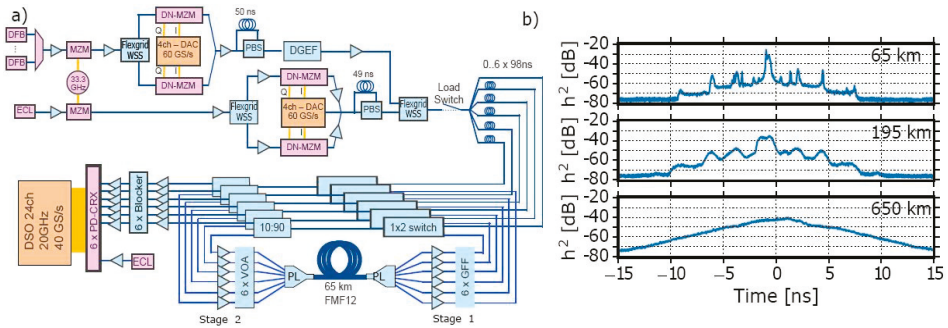 a)
DFB
DFB
MZM
33.3
GHz
ECL
MZM
Flexgrid
WSS
DN-MZM
Q I
4ch – DAC
60 GS/s
Q I
DN-MZM
50 ns
PBS
DGEF
Flexgrid
WSS
DN-MZM
Q I
4ch – DAC
60 GS/s
Q I
DN-MZM
49 ns
PBS
Flexgrid
WSS
Load
Switch
0..6 x 98ns
DSO 24ch
20GHz
40 GS/s
6 x PD-CRX
6 x Blocker
ECL
10:90
1x2 switch
6 x VOA
PL
65 km
FMF12
PL
6 x GFF
Stage 2
Stage 1
b)
h² [dB]
-20
-40
-60
-80
65 km
h² [dB]
-20
-40
-60
-80
195 km
h² [dB]
-20
-40
-60
-80
650 km
−15 −10 −5 0 5 10 15
Time [ns]